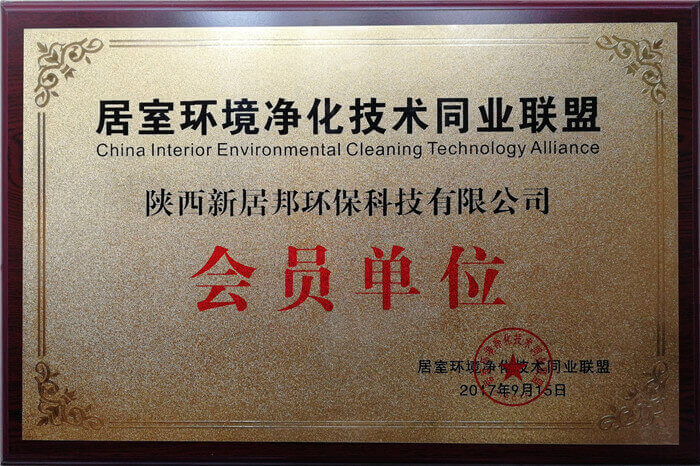 居室环境净化技术同业联盟
China Interior Environmental Cleaning Technology Alliance
陕西新居邦环保科技有限公司
会员单位
居室环境净化技术同业联盟
2017年9月15日